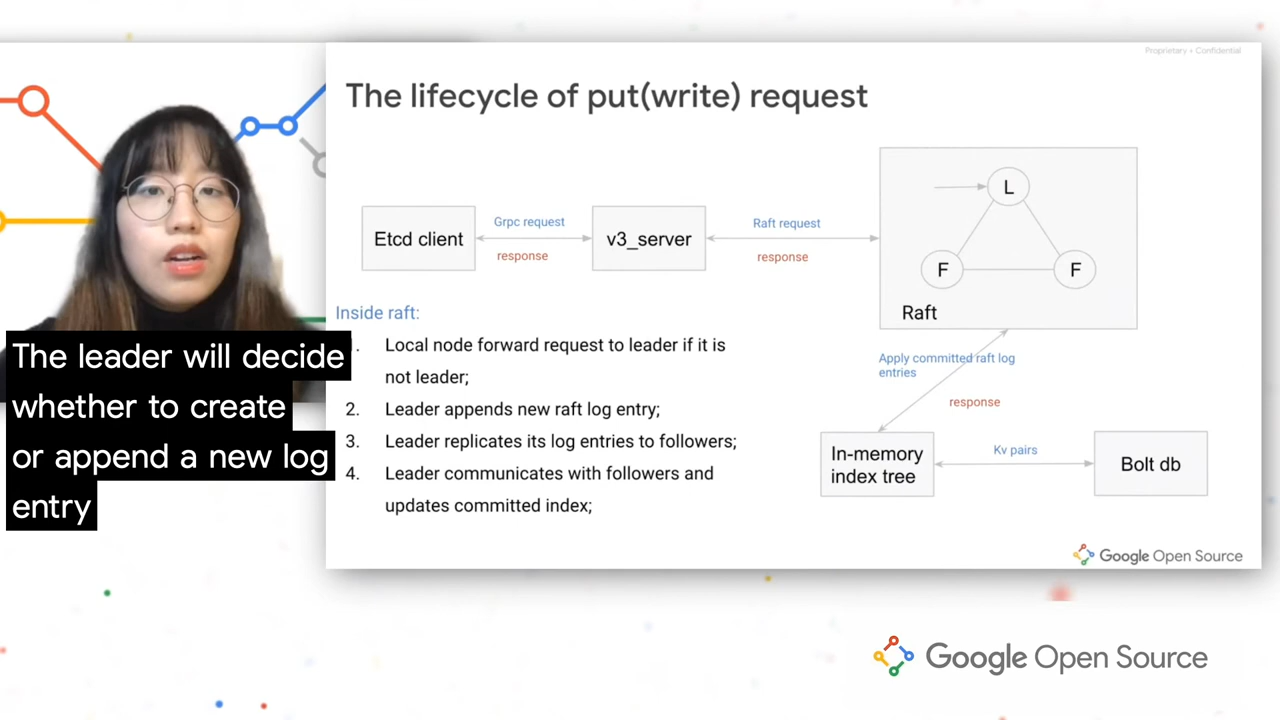 Proprietary + Confidential
The lifecycle of put(write) request
Etcd client
Grpc request
response
v3_server
Raft request
response
L
F
F
Raft
Inside raft:
1. Local node forward request to leader if it is
not leader;
2. Leader appends new raft log entry;
3. Leader replicates its log entries to followers;
4. Leader communicates with followers and
updates committed index;
Apply committed raft log
entries
response
In-memory
index tree
Kv pairs
Bolt db
Google Open Source
The leader will decide
whether to create
or append a new log
entry
Google Open Source